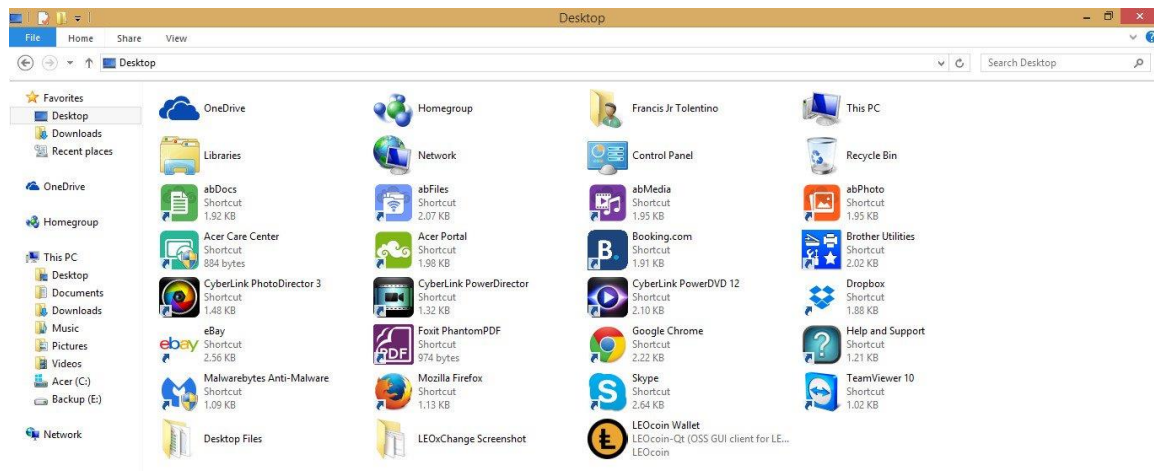 Desktop
File Home Share View
Desktop
Search Desktop
Favorites
Desktop
Downloads
Recent places
OneDrive
Homegroup
This PC
Desktop
Documents
Downloads
Music
Pictures
Videos
Acer (C:)
Backup (E:)
Network
OneDrive
Homegroup
Francis Jr Tolentino
This PC
Libraries
Network
Control Panel
Recycle Bin
abDocs
Shortcut
1.92 KB
abFiles
Shortcut
2.07 KB
abMedia
Shortcut
1.95 KB
abPhoto
Shortcut
1.95 KB
Acer Care Center
Shortcut
884 bytes
Acer Portal
Shortcut
1.98 KB
B.
Booking.com
Shortcut
1.91 KB
Brother Utilities
Shortcut
2.02 KB
CyberLink PhotoDirector 3
Shortcut
1.48 KB
CyberLink PowerDirector
Shortcut
1.32 KB
CyberLink PowerDVD 12
Shortcut
2.10 KB
Dropbox
Shortcut
1.88 KB
ebay
eBay
Shortcut
2.56 KB
PDF
Foxit PhantomPDF
Shortcut
974 bytes
Google Chrome
Shortcut
2.22 KB
?
Help and Support
Shortcut
1.21 KB
Malwarebytes Anti-Malware
Shortcut
1.09 KB
Mozilla Firefox
Shortcut
1.13 KB
S
Skype
Shortcut
2.64 KB
TeamViewer 10
Shortcut
1.02 KB
Desktop Files
LEOxChange Screenshot
LEOcoin Wallet
LEOcoin-Qt (OSS GUI client for LE...
LEOcoin